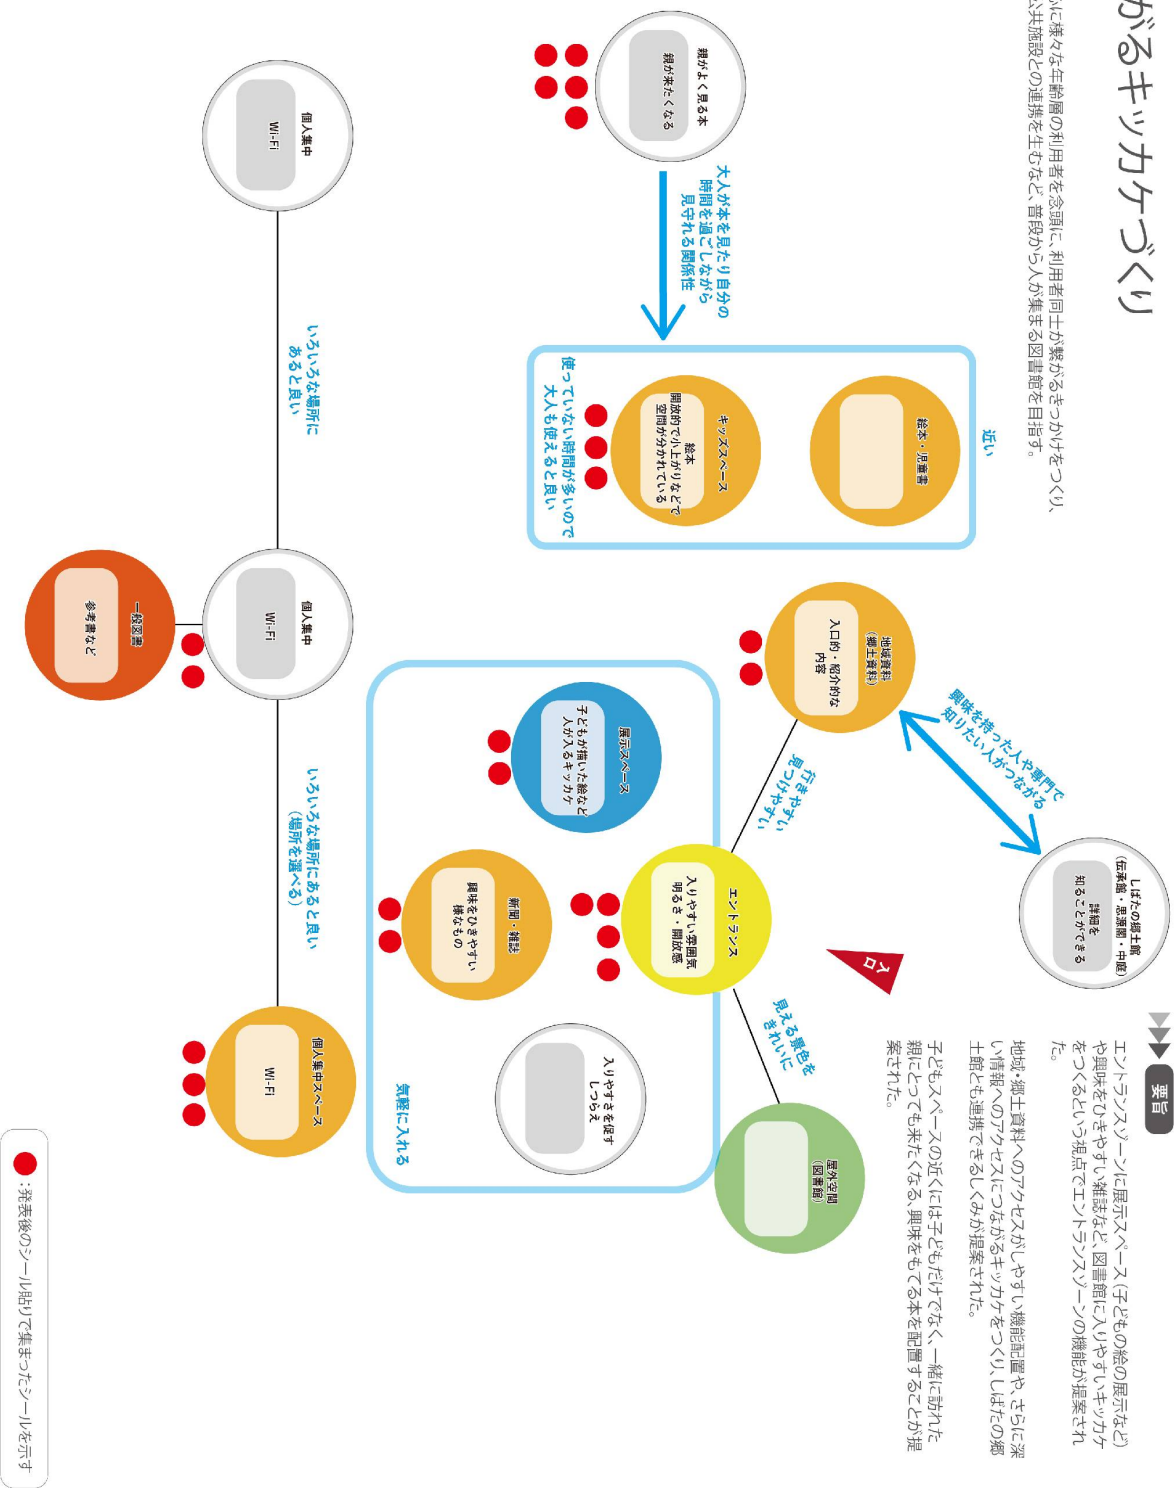 がるキッカケづくり
に様々な年齢層の利用者を念頭に、利用者同士が繋がるきっかけをつくり、
公共施設との連携を生むなど、普段から人が集まる図書館を目指す。
要旨
エントランスゾーンに展示スペース(子どもの絵の展示など)
や興味をひきやすい雑誌など、図書館に入りやすいキッカケ
をつくるという視点でエントランスゾーンの機能が提案され
た。
地域・郷土資料へのアクセスがしやすい機能配置や、さらに深
い情報へのアクセスにつながるキッカケをつくり、しばたの郷
土館とも連携できるしくみが提案された。
子どもスペースの近くには子どもだけでなく、一緒に訪れた
親にとっても来たくなる、興味をもてる本を配置することが提
案された。
しばたの郷土館
(伝承館・思源閣・中庭)
詳細を
知ることができる
興味を持った人や専門で
知りたい人がつながる
近い
絵本・児童書
地域資料
(郷土資料)
入口的・紹介的な
内容
入口
行きやすい
見つけやすい
見える景色を
きれいに
屋外空間
(図書館)
親がよく見る本
親が来たくなる
大人が本を見たり自分の
時間を過ごしながら
見守れる関係性
キッズスペース
絵本
開放的で小上がりなどで
空間が分かれている
使っていない時間が多いので
大人も使えると良い
エントランス
入りやすい雰囲気
明るさ・開放感
展示スペース
子どもが描いた絵など
人が入るキッカケ
新聞・雑誌
興味をひきやすい
様なもの
入りやすさを促す
しつらえ
気軽に入れる
個人集中
Wi-Fi
いろいろな場所に
あると良い
個人集中
Wi-Fi
いろいろな場所にあると良い
(場所を選べる)
個人集中スペース
Wi-Fi
一般図書
参考書など
:発表後のシール貼りで集まったシールを示す